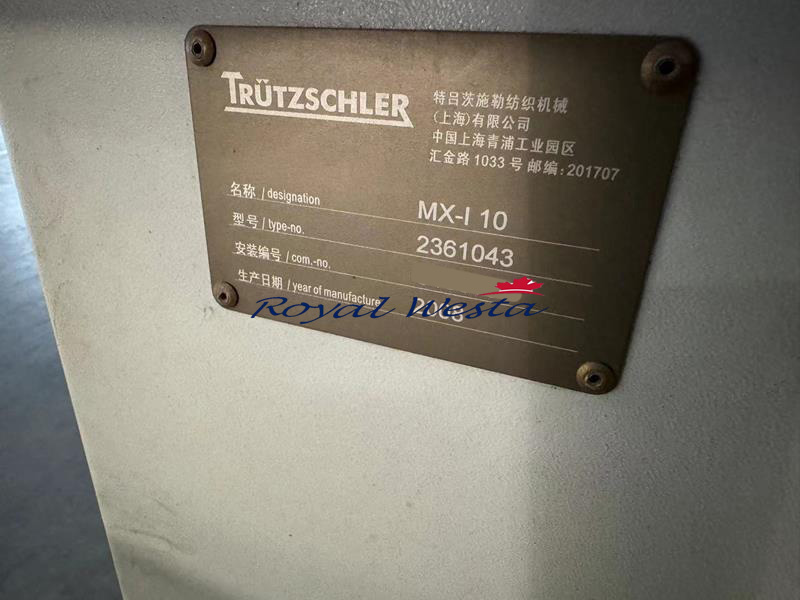 TRÜTZSCHLER
特吕茨施勒纺织机械
(上海)有限公司
中国上海青浦工业园区
汇金路 1033 号 邮编:201707
名称 / designation MX-I 10
型号 / type-no. 2361043
安装编号 / com.-no.
生产日期 / year of manufacture
Royal Westa